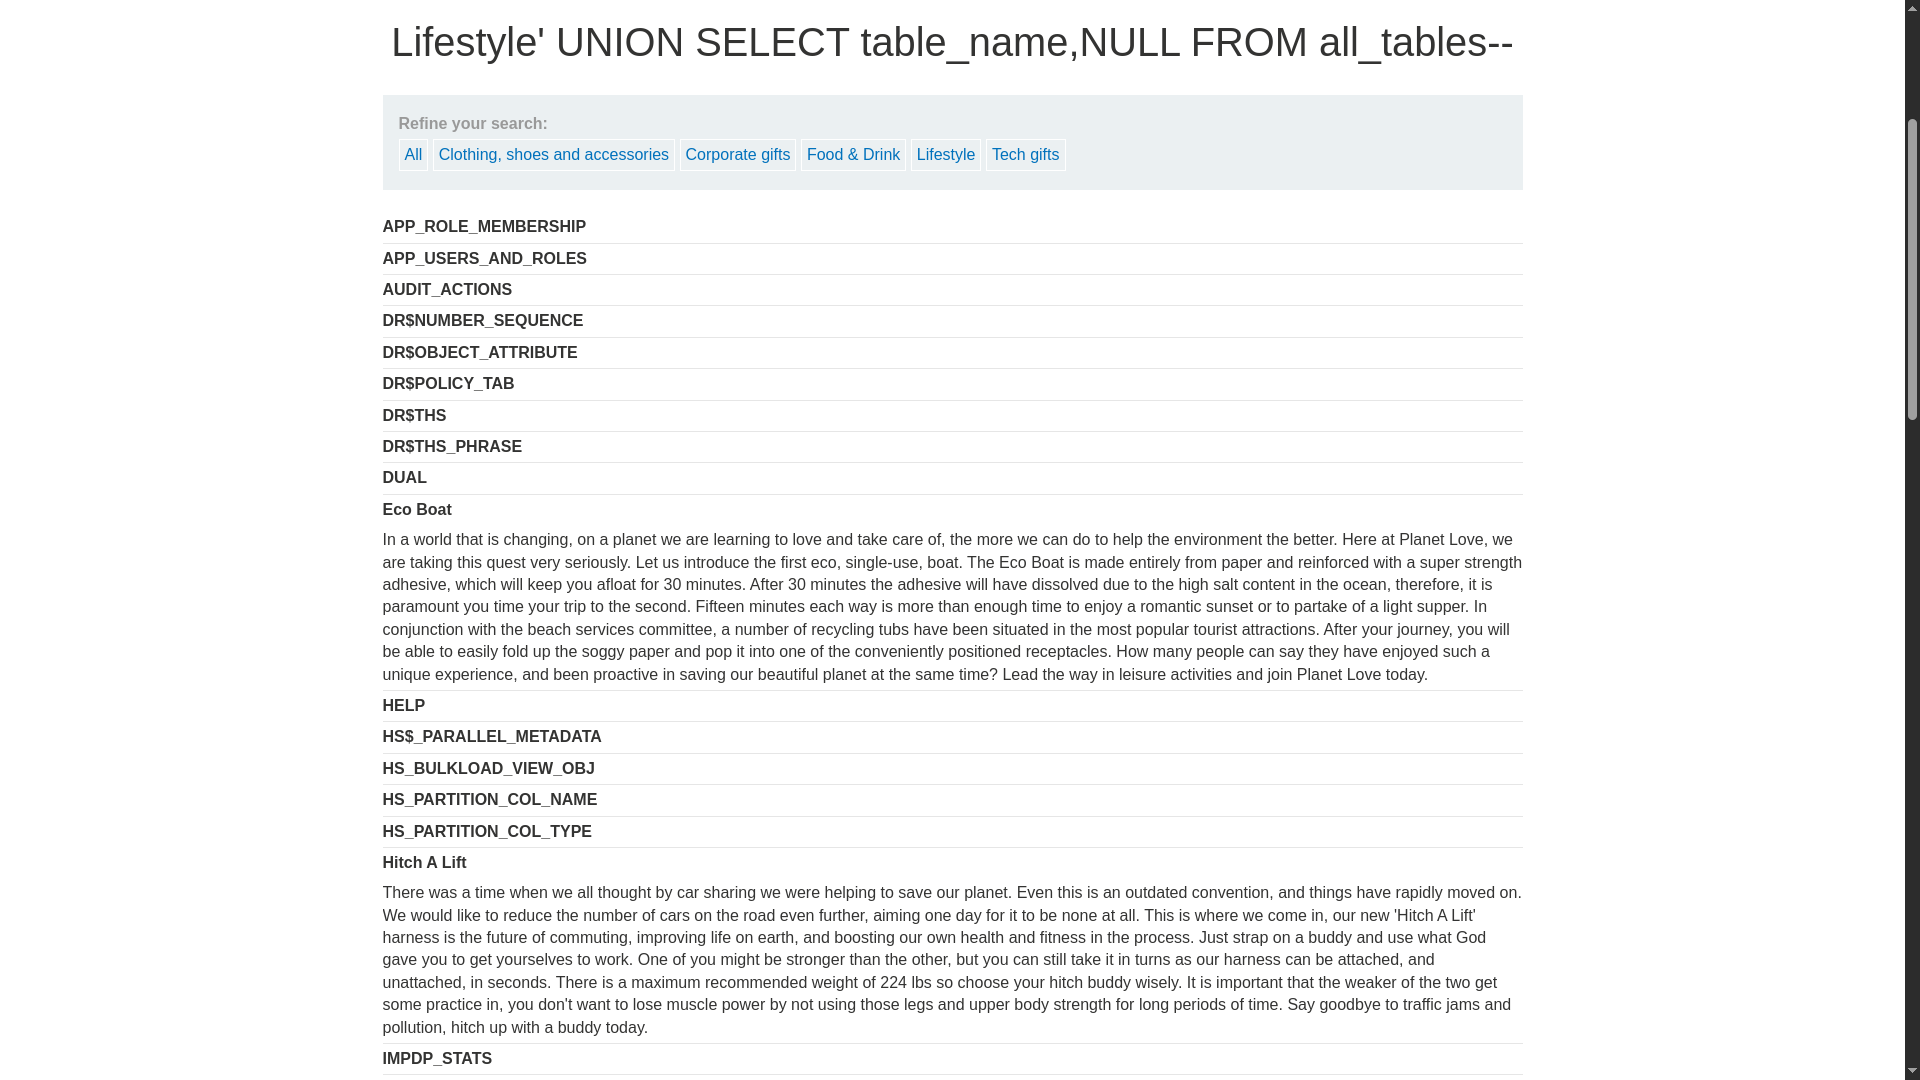 Lifestyle' UNION SELECT table_name,NULL FROM all_tables--
Refine your search:
All Clothing, shoes and accessories Corporate gifts Food & Drink Lifestyle Tech gifts
APP_ROLE_MEMBERSHIP
APP_USERS_AND_ROLES
AUDIT_ACTIONS
DR$NUMBER_SEQUENCE
DR$OBJECT_ATTRIBUTE
DR$POLICY_TAB
DR$THS
DR$THS_PHRASE
DUAL
Eco Boat
In a world that is changing, on a planet we are learning to love and take care of, the more we can do to help the environment the better. Here at Planet Love, we
are taking this quest very seriously. Let us introduce the first eco, single-use, boat. The Eco Boat is made entirely from paper and reinforced with a super strength
adhesive, which will keep you afloat for 30 minutes. After 30 minutes the adhesive will have dissolved due to the high salt content in the ocean, therefore, it is
paramount you time your trip to the second. Fifteen minutes each way is more than enough time to enjoy a romantic sunset or to partake of a light supper. In
conjunction with the beach services committee, a number of recycling tubs have been situated in the most popular tourist attractions. After your journey, you will
be able to easily fold up the soggy paper and pop it into one of the conveniently positioned receptacles. How many people can say they have enjoyed such a
unique experience, and been proactive in saving our beautiful planet at the same time? Lead the way in leisure activities and join Planet Love today.
HELP
HS$_PARALLEL_METADATA
HS_BULKLOAD_VIEW_OBJ
HS_PARTITION_COL_NAME
HS_PARTITION_COL_TYPE
Hitch A Lift
There was a time when we all thought by car sharing we were helping to save our planet. Even this is an outdated convention, and things have rapidly moved on.
We would like to reduce the number of cars on the road even further, aiming one day for it to be none at all. This is where we come in, our new 'Hitch A Lift'
harness is the future of commuting, improving life on earth, and boosting our own health and fitness in the process. Just strap on a buddy and use what God
gave you to get yourselves to work. One of you might be stronger than the other, but you can still take it in turns as our harness can be attached, and
unattached, in seconds. There is a maximum recommended weight of 224 lbs so choose your hitch buddy wisely. It is important that the weaker of the two get
some practice in, you don't want to lose muscle power by not using those legs and upper body strength for long periods of time. Say goodbye to traffic jams and
pollution, hitch up with a buddy today.
IMPDP_STATS